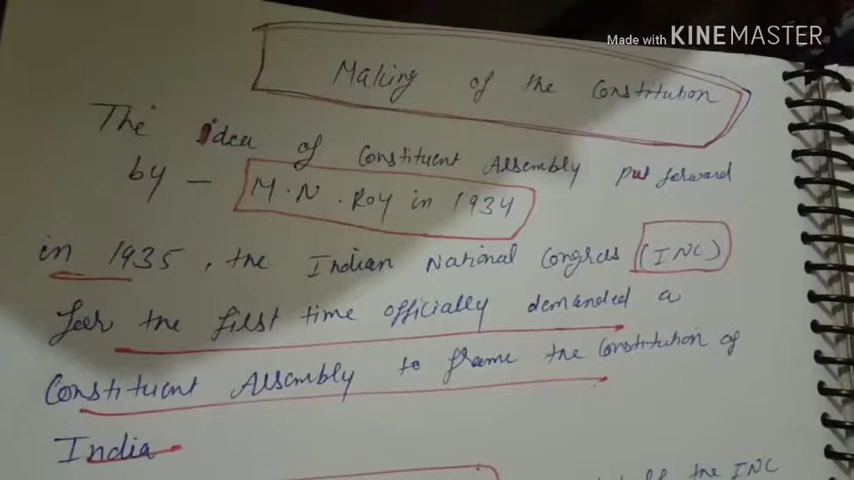 Made with KINEMASTER
Making of the Constitution
The idea of Constituent Assembly put forward
by - M.N.Roy in 1934
in 1935, the Indian National Congress (INC)
for the first time officially demanded a
Constituent Assembly to frame the Constitution of
India
the INC